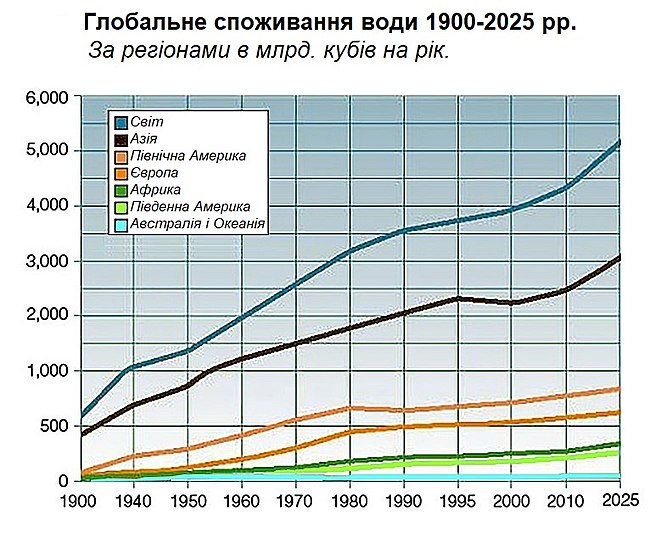 Глобальне споживання води 1900-2025 рр.
За регіонами в млрд. кубів на рік.
6,000
5,000
4,000
3,000
2,000
1,000
500
0
Світ
Азія
Північна Америка
Європа
Африка
Південна Америка
Австралія і Океанія
1900 1940 1950 1960 1970 1980 1990 1995 2000 2010 2025